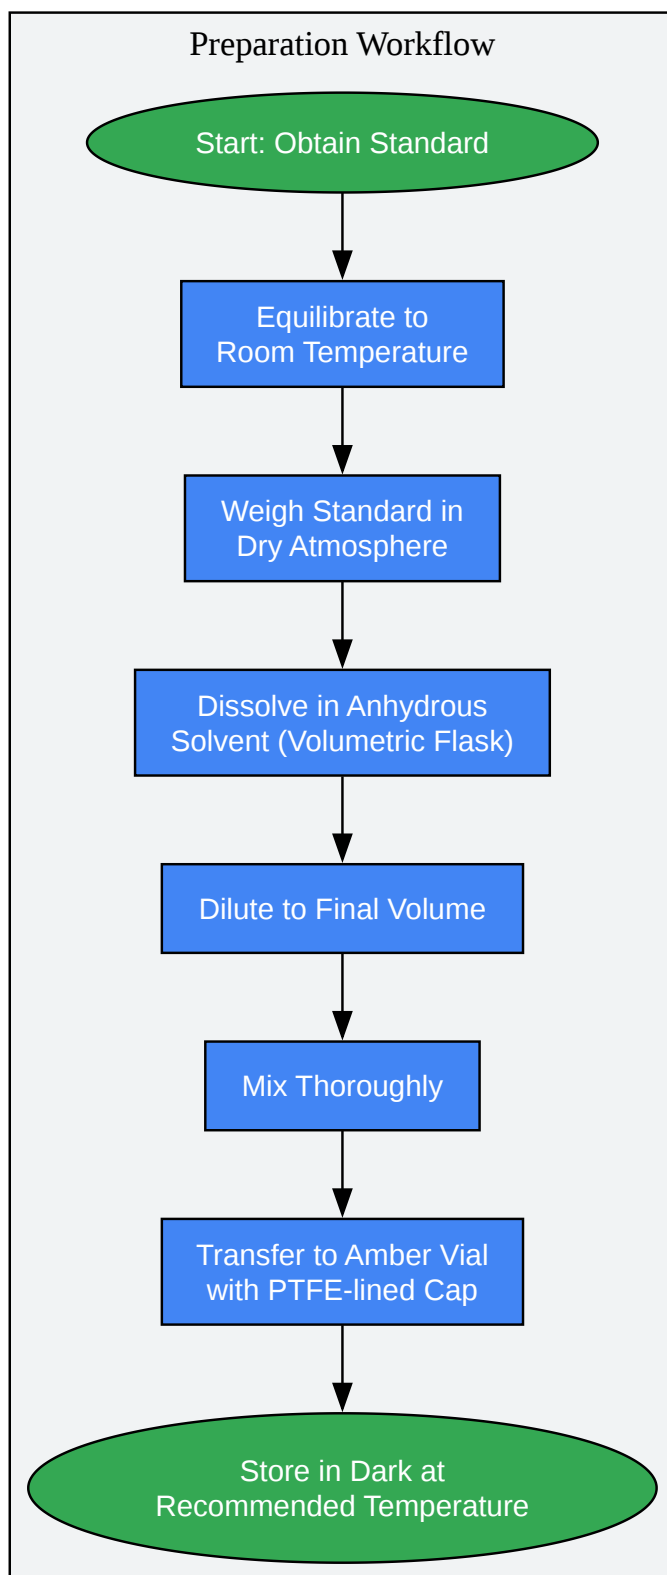 Preparation Workflow
Start: Obtain Standard
Equilibrate to
Room Temperature
Weigh Standard in
Dry Atmosphere
Dissolve in Anhydrous
Solvent (Volumetric Flask)
Dilute to Final Volume
Mix Thoroughly
Transfer to Amber Vial
with PTFE-lined Cap
Store in Dark at
Recommended Temperature